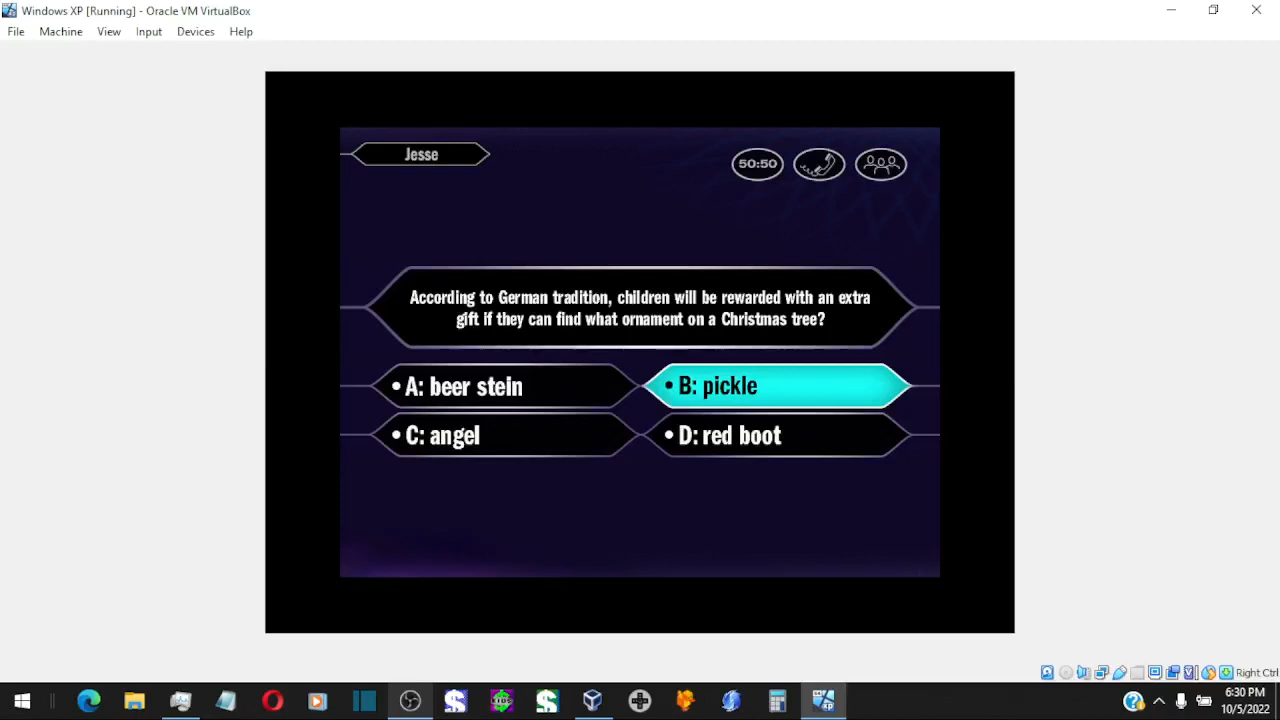 Windows XP [Running] - Oracle VM VirtualBox
File Machine View Input Devices Help
Jesse
50:50
According to German tradition, children will be rewarded with an extra
gift if they can find what ornament on a Christmas tree?
• A: beer stein
• B: pickle
• C: angel
• D: red boot
Right Ctrl
6:30 PM
10/5/2022